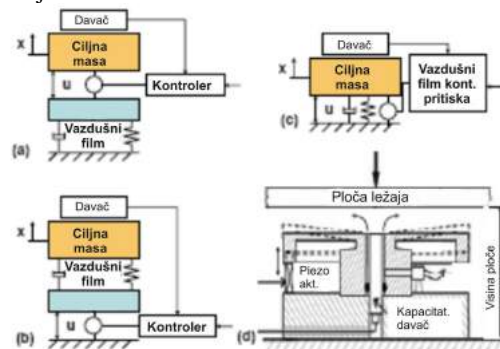 Davač
x
Ciljna
masa
u
Kontroler
Vazdušni
film
(a)
Davač
x
Ciljna
masa
Vazdušni
film
u
Kontroler
(b)
Davač
x
Ciljna
masa
u
Vazdušni
film kont.
pritiska
(c)
Ploča ležaja
Piezo
akt.
Kapacitat.
davač
Visina ploče
(d)